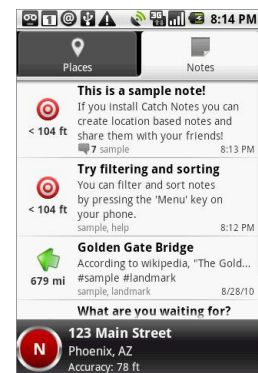 1 @ 3G 8:14 PM
Places Notes
This is a sample note!
If you install Catch Notes you can
create location based notes and
share them with your friends!
< 104 ft
7 sample 8:13 PM
Try filtering and sorting
You can filter and sort notes
by pressing the 'Menu' key on
your phone.
< 104 ft
sample, help 8:12 PM
Golden Gate Bridge
According to wikipedia, "The Gold...
#sample #landmark
679 mi
sample, landmark 8/28/10
What are you waiting for?
123 Main Street
N
Phoenix, AZ
Accuracy: 78 ft